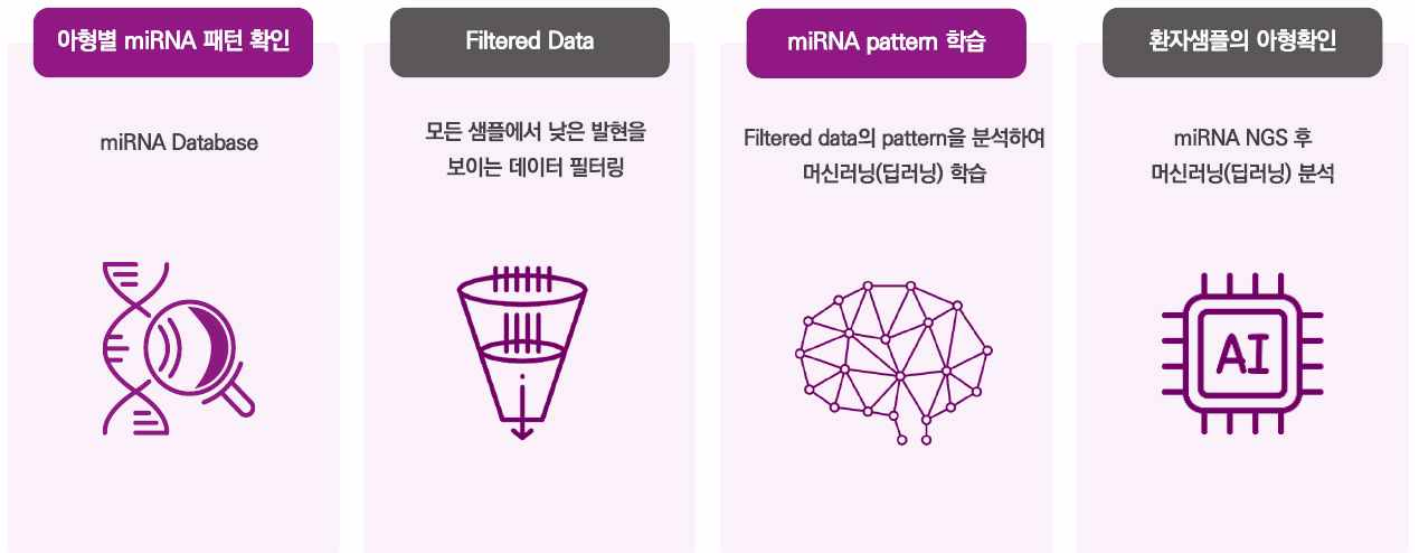 아형별 miRNA 패턴 확인
miRNA Database
Filtered Data
모든 샘플에서 낮은 발현을
보이는 데이터 필터링
miRNA pattern 학습
Filtered data의 pattern을 분석하여
머신러닝(딥러닝) 학습
환자샘플의 아형확인
miRNA NGS 후
머신러닝(딥러닝) 분석
AI